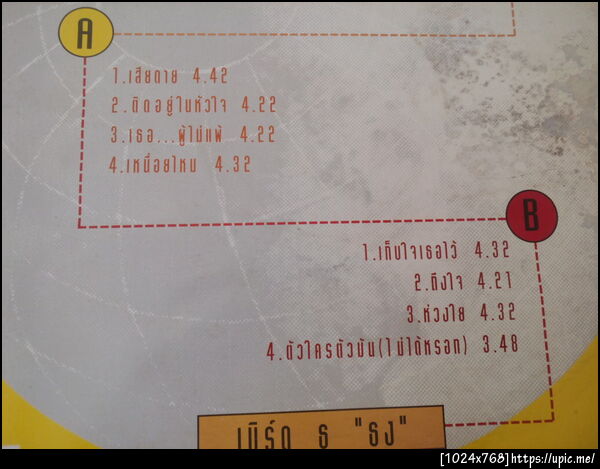 A
1.เสียดาย 4.42
2.ติดอยู่ในหัวใจ 4.22
3.เธอ...ผู้ไม่แพ้ 4.22
4.เหนื่อยไหม 4.32
B
1.เก็บใจเธอไว้ 4.32
2.ถึงใจ 4.21
3.ห่วงใย 4.32
4.ตัวใครตัวมัน(ไม่ได้หรอก) 3.48
เบิร์ด ธ "ธง"
[1024x768]https://upic.me/